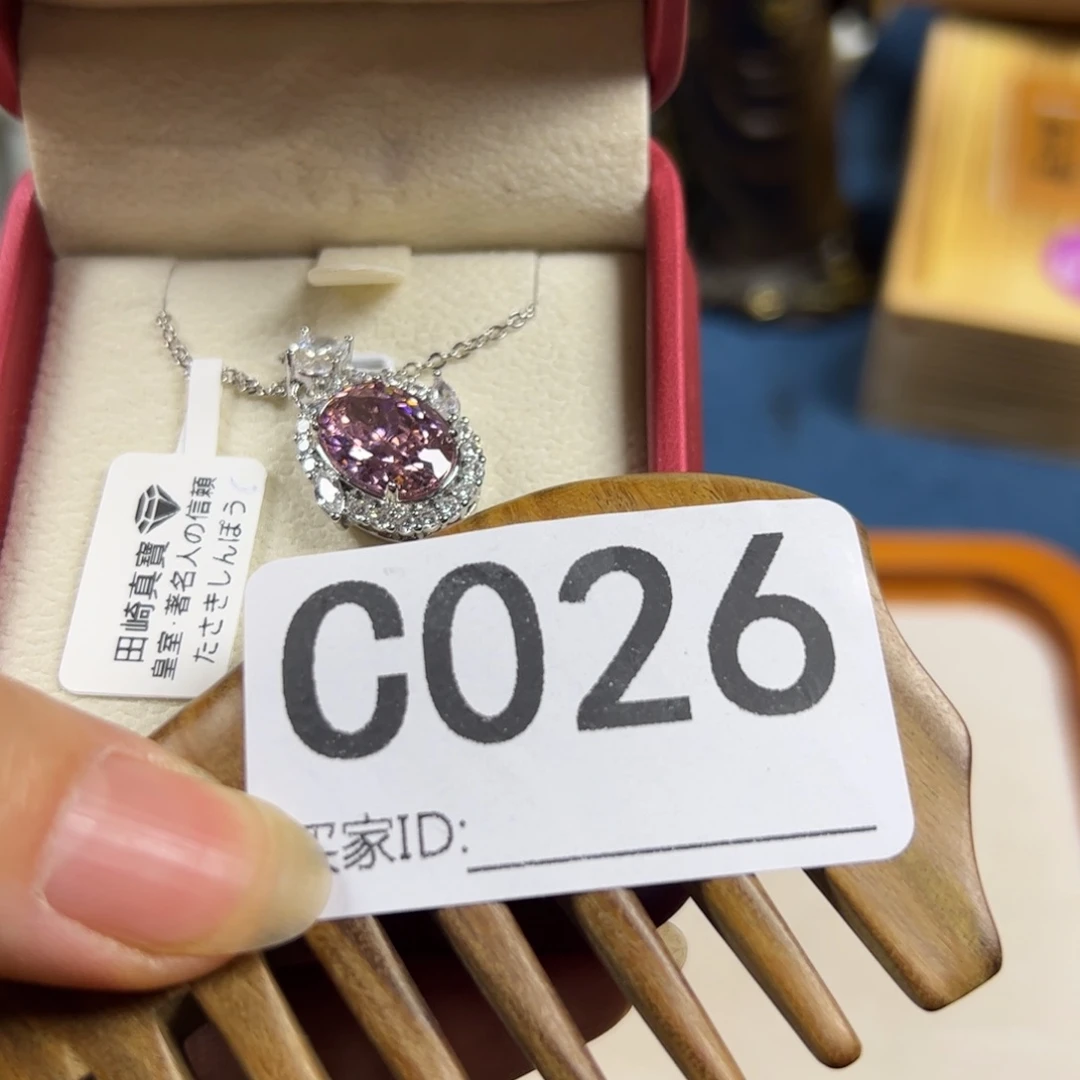 田崎真寶
皇室·著名人の信頼
たさきしんぽう
C026
买家ID: